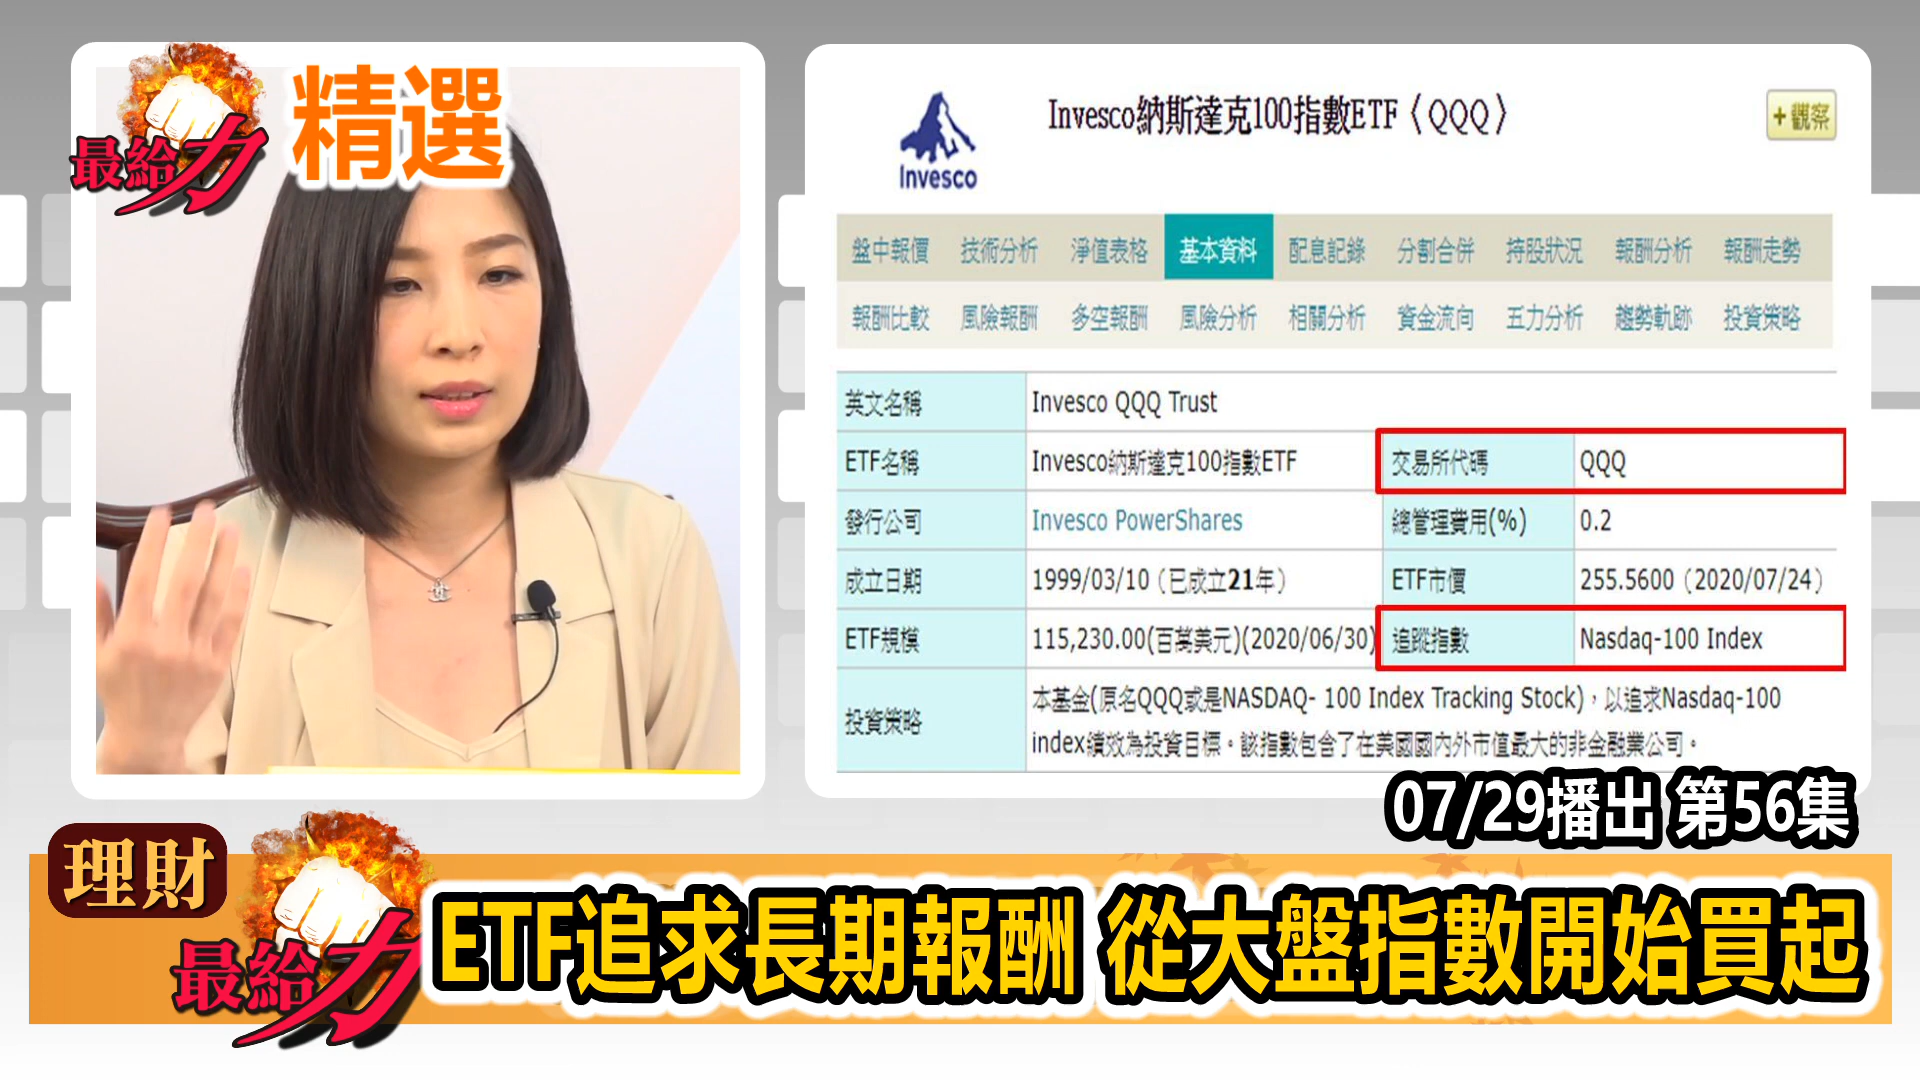 最給力
精選
Invesco
Invesco納斯達克100指數ETF〈QQQ〉
+觀察
盤中報價 技術分析 淨值表格 基本資料 配息記錄 分割合併 持股狀況 報酬分析 報酬走勢
報酬比較 風險報酬 多空報酬 風險分析 相關分析 資金流向 五力分析 趨勢軌跡 投資策略
英文名稱 Invesco QQQ Trust
ETF名稱 Invesco納斯達克100指數ETF 交易所代碼 QQQ
發行公司 Invesco PowerShares 總管理費用(%) 0.2
成立日期 1999/03/10（已成立21年） ETF市價 255.5600（2020/07/24）
ETF規模 115,230.00(百萬美元)(2020/06/30) 追蹤指數 Nasdaq-100 Index
投資策略 本基金(原名QQQ或是NASDAQ- 100 Index Tracking Stock)，以追求Nasdaq-100
index績效為投資目標。該指數包含了在美國國內外市值最大的非金融業公司。
07/29播出 第56集
理財
最給力
ETF追求長期報酬 從大盤指數開始買起